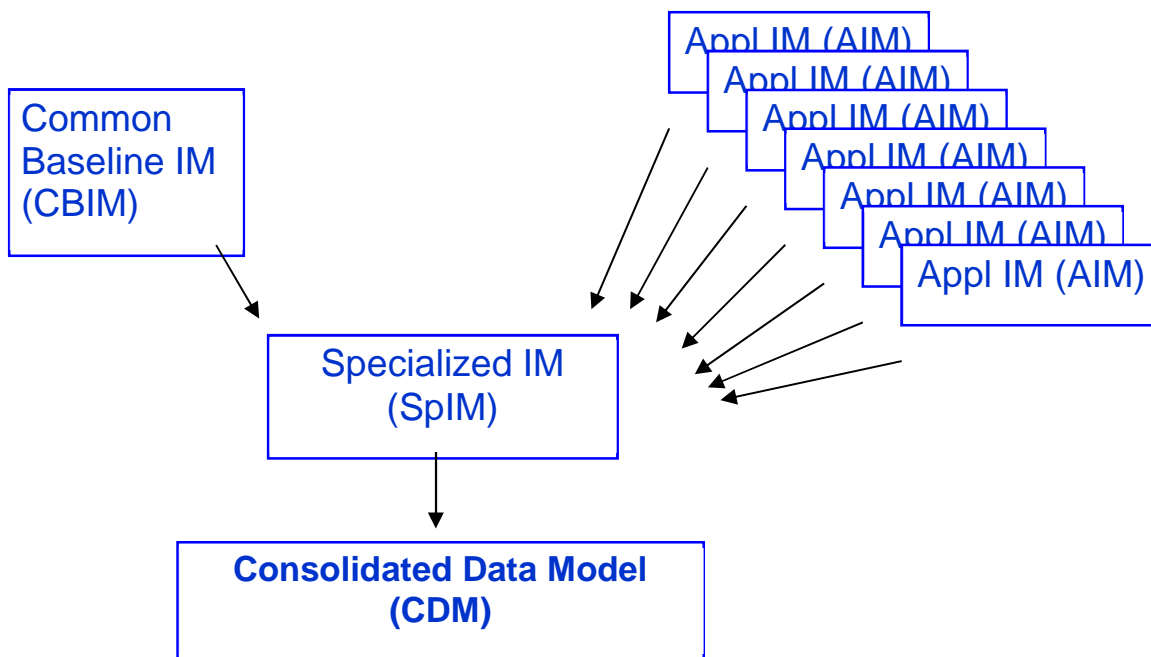 Appl IM (AIM)
Appl IM (AIM)
Appl IM (AIM)
Appl IM (AIM)
Appl IM (AIM)
Appl IM (AIM)
Appl IM (AIM)
Common
Baseline IM
(CBIM)
Specialized IM
(SpIM)
Consolidated Data Model
(CDM)